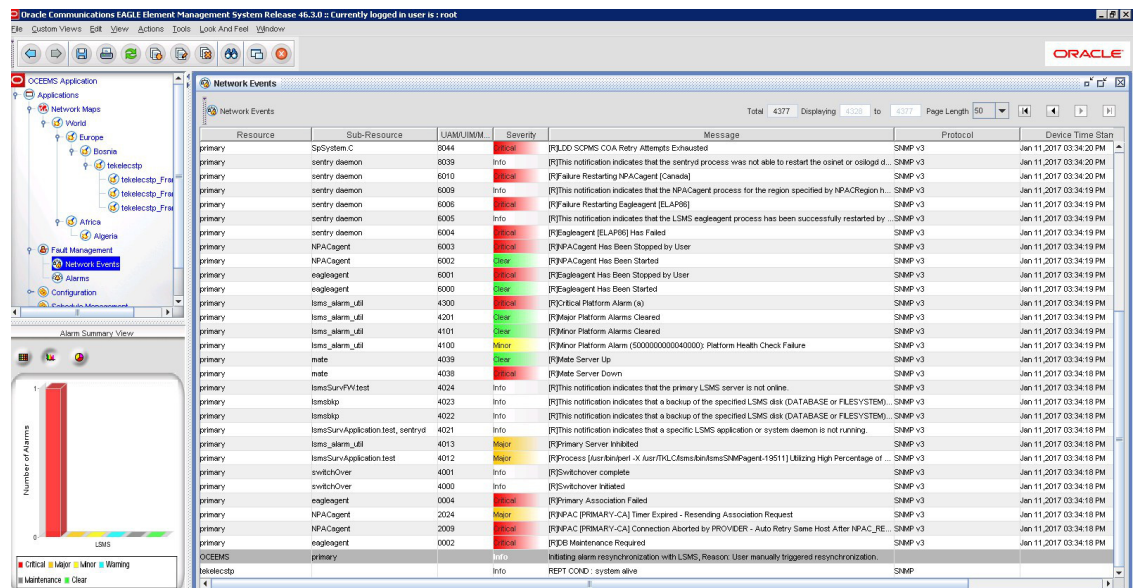 Oracle Communications EAGLE Element Management System Release 46.3.0 :: Currently logged in user is : root
File Custom Views Edit View Actions Tools Look And Feel Window
ORACLE
OCEEMS Application
Applications
Network Maps
World
Europe
Bosnia
tekelecstp
tekelecstp_Fra
tekelecstp_Fra
tekelecstp_Fra
Africa
Algeria
Fault Management
Network Events
Alarms
Configuration
Schedule Management
Alarm Summary View
Number of Alarms
1
0
LSMS
Critical Major Minor Warning
Maintenance Clear
Network Events
Network Events Total 4377 Displaying 4329 to 4377 Page Length 50
Resource Sub-Resource UAM/UIM/M... Severity Message Protocol Device Time Stan
primary SpSystem.C 8044 Critical [R]LDD SCPMS COA Retry Attempts Exhausted SNMP v3 Jan 11,2017 03:34:20 PM
primary sentry daemon 8039 Info [R]This notification indicates that the sentryd process was not able to restart the osinet or osilogd d... SNMP v3 Jan 11,2017 03:34:20 PM
primary sentry daemon 6010 Critical [R]Failure Restarting NPACagent [Canada] SNMP v3 Jan 11,2017 03:34:20 PM
primary sentry daemon 6009 Info [R]This notification indicates that the NPACagent process for the region specified by NPACRegion h... SNMP v3 Jan 11,2017 03:34:19 PM
primary sentry daemon 6006 Critical [R]Failure Restarting Eagleagent [ELAP86] SNMP v3 Jan 11,2017 03:34:19 PM
primary sentry daemon 6005 Info [R]This notification indicates that the LSMS eagleagent process has been successfully restarted by ... SNMP v3 Jan 11,2017 03:34:19 PM
primary sentry daemon 6004 Critical [R]Eagleagent [ELAP86] Has Failed SNMP v3 Jan 11,2017 03:34:19 PM
primary NPACagent 6003 Critical [R]NPACagent Has Been Stopped by User SNMP v3 Jan 11,2017 03:34:19 PM
primary NPACagent 6002 Clear [R]NPACagent Has Been Started SNMP v3 Jan 11,2017 03:34:19 PM
primary eagleagent 6001 Critical [R]Eagleagent Has Been Stopped by User SNMP v3 Jan 11,2017 03:34:19 PM
primary eagleagent 6000 Clear [R]Eagleagent Has Been Started SNMP v3 Jan 11,2017 03:34:19 PM
primary lsms_alarm_util 4300 Critical [R]Critical Platform Alarm (a) SNMP v3 Jan 11,2017 03:34:19 PM
primary lsms_alarm_util 4201 Clear [R]Major Platform Alarms Cleared SNMP v3 Jan 11,2017 03:34:19 PM
primary lsms_alarm_util 4101 Clear [R]Minor Platform Alarms Cleared SNMP v3 Jan 11,2017 03:34:19 PM
primary lsms_alarm_util 4100 Minor [R]Minor Platform Alarm (5000000000040000): Platform Health Check Failure SNMP v3 Jan 11,2017 03:34:19 PM
primary mate 4039 Clear [R]Mate Server Up SNMP v3 Jan 11,2017 03:34:19 PM
primary mate 4038 Critical [R]Mate Server Down SNMP v3 Jan 11,2017 03:34:18 PM
primary lsmsSurvFW.test 4024 Info [R]This notification indicates that the primary LSMS server is not online. SNMP v3 Jan 11,2017 03:34:18 PM
primary lsmsbkp 4023 Info [R]This notification indicates that a backup of the specified LSMS disk (DATABASE or FILESYSTEM)... SNMP v3 Jan 11,2017 03:34:18 PM
primary lsmsbkp 4022 Info [R]This notification indicates that a backup of the specified LSMS disk (DATABASE or FILESYSTEM)... SNMP v3 Jan 11,2017 03:34:18 PM
primary lsmsSurvApplication.test, sentryd 4021 Info [R]This notification indicates that a specific LSMS application or system daemon is not running. SNMP v3 Jan 11,2017 03:34:18 PM
primary lsms_alarm_util 4013 Major [R]Primary Server Inhibited SNMP v3 Jan 11,2017 03:34:18 PM
primary lsmsSurvApplication.test 4012 Major [R]Process [/usr/bin/perl -X /usr/TKLC/lsms/bin/lsmsSNMPagent-19511] Utilizing High Percentage of ... SNMP v3 Jan 11,2017 03:34:18 PM
primary switchOver 4001 Info [R]Switchover complete SNMP v3 Jan 11,2017 03:34:18 PM
primary switchOver 4000 Info [R]Switchover Initiated SNMP v3 Jan 11,2017 03:34:18 PM
primary eagleagent 0004 Critical [R]Primary Association Failed SNMP v3 Jan 11,2017 03:34:18 PM
primary NPACagent 2024 Major [R]NPAC [PRIMARY-CA] Timer Expired - Resending Association Request SNMP v3 Jan 11,2017 03:34:18 PM
primary NPACagent 2009 Critical [R]NPAC [PRIMARY-CA] Connection Aborted by PROVIDER - Auto Retry Same Host After NPAC_RE... SNMP v3 Jan 11,2017 03:34:18 PM
primary eagleagent 0002 Critical [R]DB Maintenance Required SNMP v3 Jan 11,2017 03:34:18 PM
OCEEMS primary Info Initiating alarm resynchronization with LSMS, Reason: User manually triggered resynchronization.
tekelecstp Info REPT COND : system alive SNMP